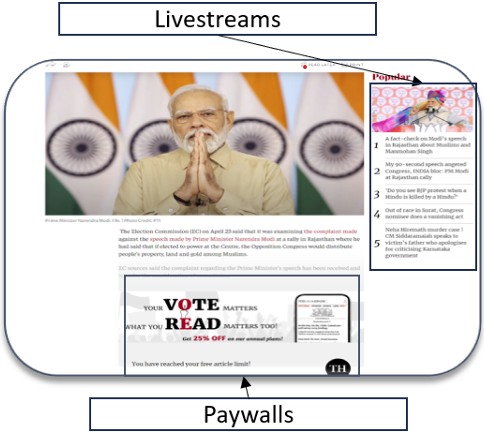 Livestreams
Popular
Prime Minister Narendra Modi. File. | Photo Credit: PTI
The Election Commission (EC) on April 23 said that it was examining the complaint made
against the speech made by Prime Minister Narendra Modi at a rally in Rajasthan where he
had said that if elected to power at the Centre, the Opposition Congress would distribute
people's property, land and gold among Muslims.
EC sources said the complaint regarding the Prime Minister's speech has been received and
1 A fact-check on Modi's speech
in Rajasthan about Muslims and
Manmohan Singh
2 My 90-second speech angered
Congress, INDIA bloc: PM Modi
at Rajasthan rally
3 'Do you see BJP protest when a
Hindu is killed by a Hindu?'
4 Out of race in Surat, Congress
nominee does a vanishing act
5 Neha Hiremath murder case |
CM Siddaramaiah speaks to
victim's father who apologises
for criticising Karnataka
government
YOUR VOTE MATTERS
WHAT YOU READ MATTERS TOO!
Get 25% OFF on our annual plans!
You have reached your free article limit!
TH
Paywalls